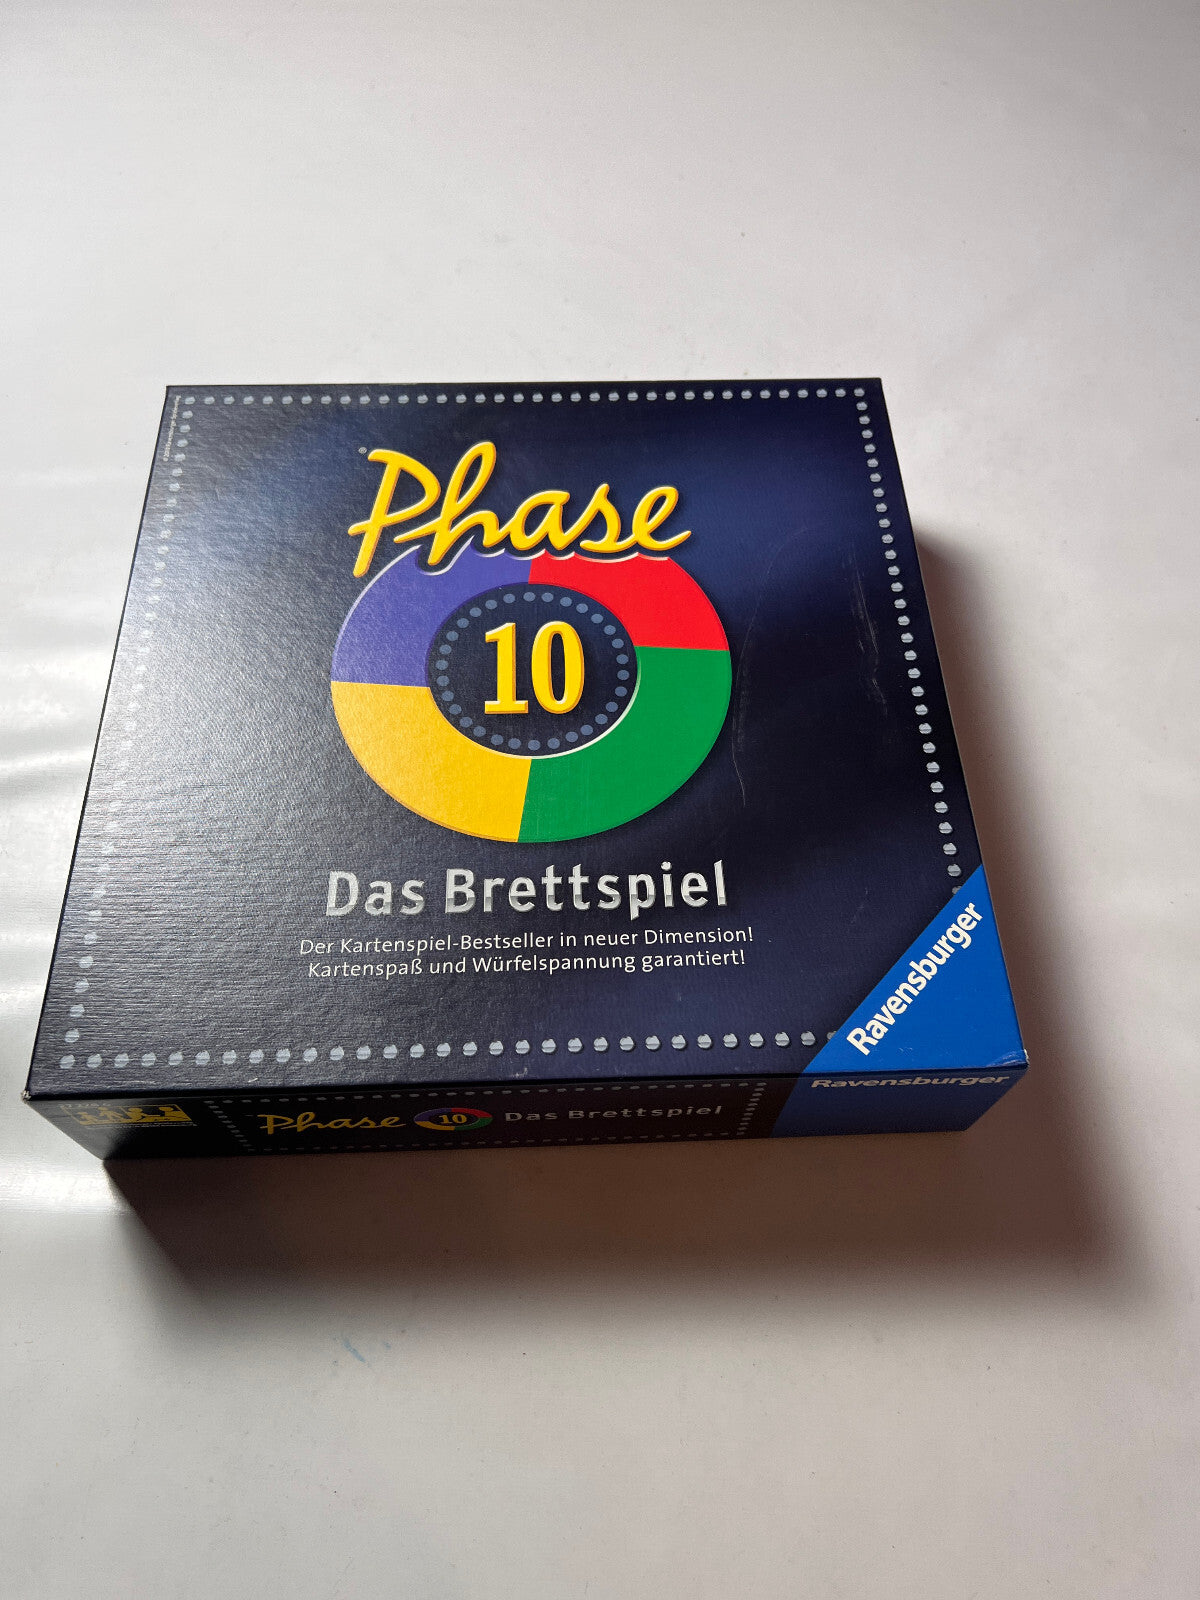 Phase
10
Das Brettspiel
Der Kartenspiel-Bestseller in neuer Dimension!
Kartenspaß und Würfelspannung garantiert!
Ravensburger
Phase 10 Das Brettspiel
Ravensburger